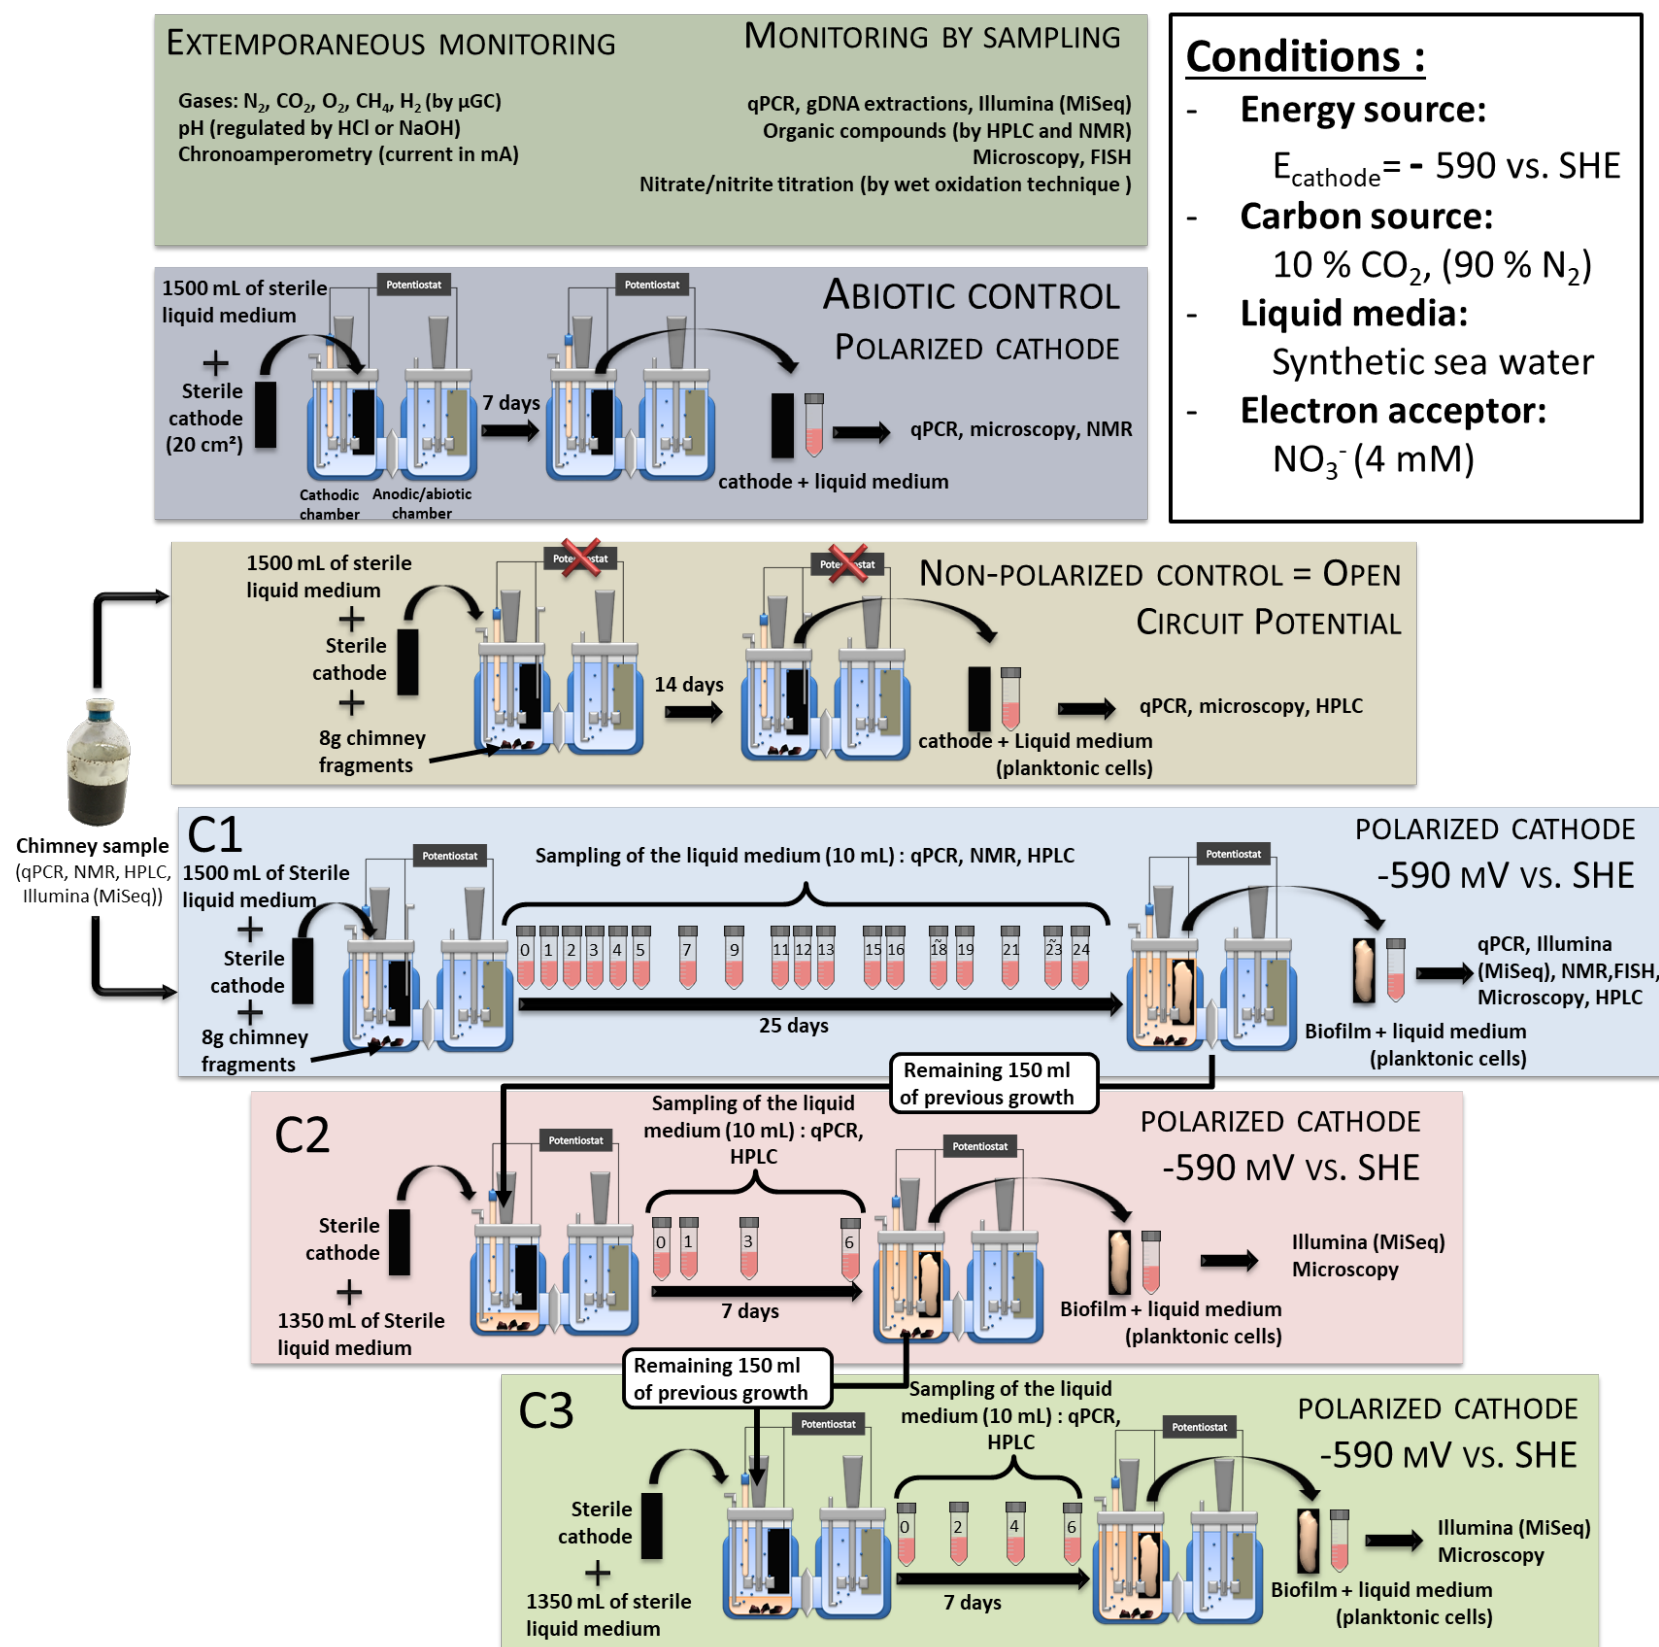 EXTEMPORANEOUS MONITORING
Gases: N2, CO2, O2, CH4, H2 (by µGC)
pH (regulated by HCl or NaOH)
Chronoamperometry (current in mA)
MONITORING BY SAMPLING
qPCR, gDNA extractions, Illumina (MiSeq)
Organic compounds (by HPLC and NMR)
Microscopy, FISH
Nitrate/nitrite titration (by wet oxidation technique )
Conditions :
- Energy source:
Ecathode= - 590 vs. SHE
- Carbon source:
10 % CO2, (90 % N2)
- Liquid media:
Synthetic sea water
- Electron acceptor:
NO3- (4 mM)
ABIOTIC CONTROL
POLARIZED CATHODE
1500 mL of sterile
liquid medium
+
Sterile
cathode
(20 cm²)
Potentiostat
Cathodic
chamber
Anodic/abiotic
chamber
7 days
Potentiostat
cathode + liquid medium
qPCR, microscopy, NMR
NON-POLARIZED CONTROL = OPEN
CIRCUIT POTENTIAL
1500 mL of sterile
liquid medium
+
Sterile
cathode
+
8g chimney
fragments
Potentiostat
14 days
Potentiostat
cathode + Liquid medium
(planktonic cells)
qPCR, microscopy, HPLC
Chimney sample
(qPCR, NMR, HPLC,
Illumina (MiSeq))
C1
POLARIZED CATHODE
-590 MV VS. SHE
1500 mL of Sterile
liquid medium
+
Sterile
cathode
+
8g chimney
fragments
Potentiostat
Sampling of the liquid medium (10 mL) : qPCR, NMR, HPLC
0 1 2 3 4 5 7 9 11 12 13 15 16 ~18 19 21 ~23 24
25 days
Potentiostat
Biofilm + liquid medium
(planktonic cells)
qPCR, Illumina
(MiSeq), NMR,FISH,
Microscopy, HPLC
Remaining 150 ml
of previous growth
C2
POLARIZED CATHODE
-590 MV VS. SHE
Sterile
cathode
+
1350 mL of Sterile
liquid medium
Potentiostat
Sampling of the liquid
medium (10 mL) : qPCR,
HPLC
0 1 3 6
7 days
Potentiostat
Biofilm + liquid medium
(planktonic cells)
Illumina (MiSeq)
Microscopy
Remaining 150 ml
of previous growth
C3
POLARIZED CATHODE
-590 MV VS. SHE
Sterile
cathode
+
1350 mL of sterile
liquid medium
Potentiostat
Sampling of the liquid
medium (10 mL) : qPCR,
HPLC
0 2 4 6
7 days
Potentiostat
Biofilm + liquid medium
(planktonic cells)
Illumina (MiSeq)
Microscopy